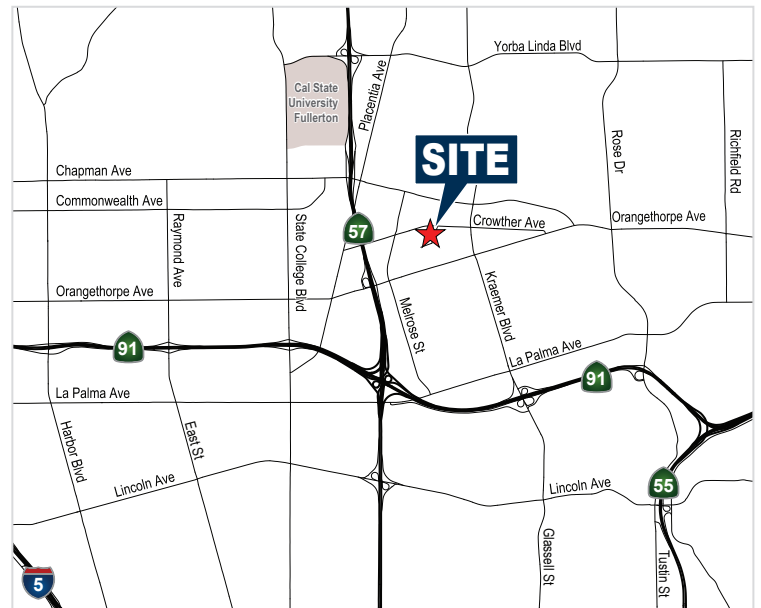 Yorba Linda Blvd
Cal State
University
Fullerton
Placentia Ave
SITE
Rose Dr
Richfield Rd
Chapman Ave
Commonwealth Ave
Raymond Ave
State College Blvd
57
Crowther Ave
Orangethorpe Ave
Orangethorpe Ave
Melrose St
Kraemer Blvd
91
La Palma Ave
91
La Palma Ave
Harbor Blvd
East St
Lincoln Ave
Lincoln Ave
55
Glassell St
Tustin St
5